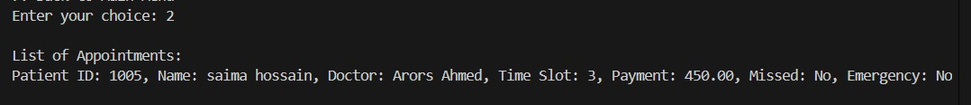 Enter your choice: 2
List of Appointments:
Patient ID: 1005, Name: saima hossain, Doctor: Arors Ahmed, Time Slot: 3, Payment: 450.00, Missed: No, Emergency: No